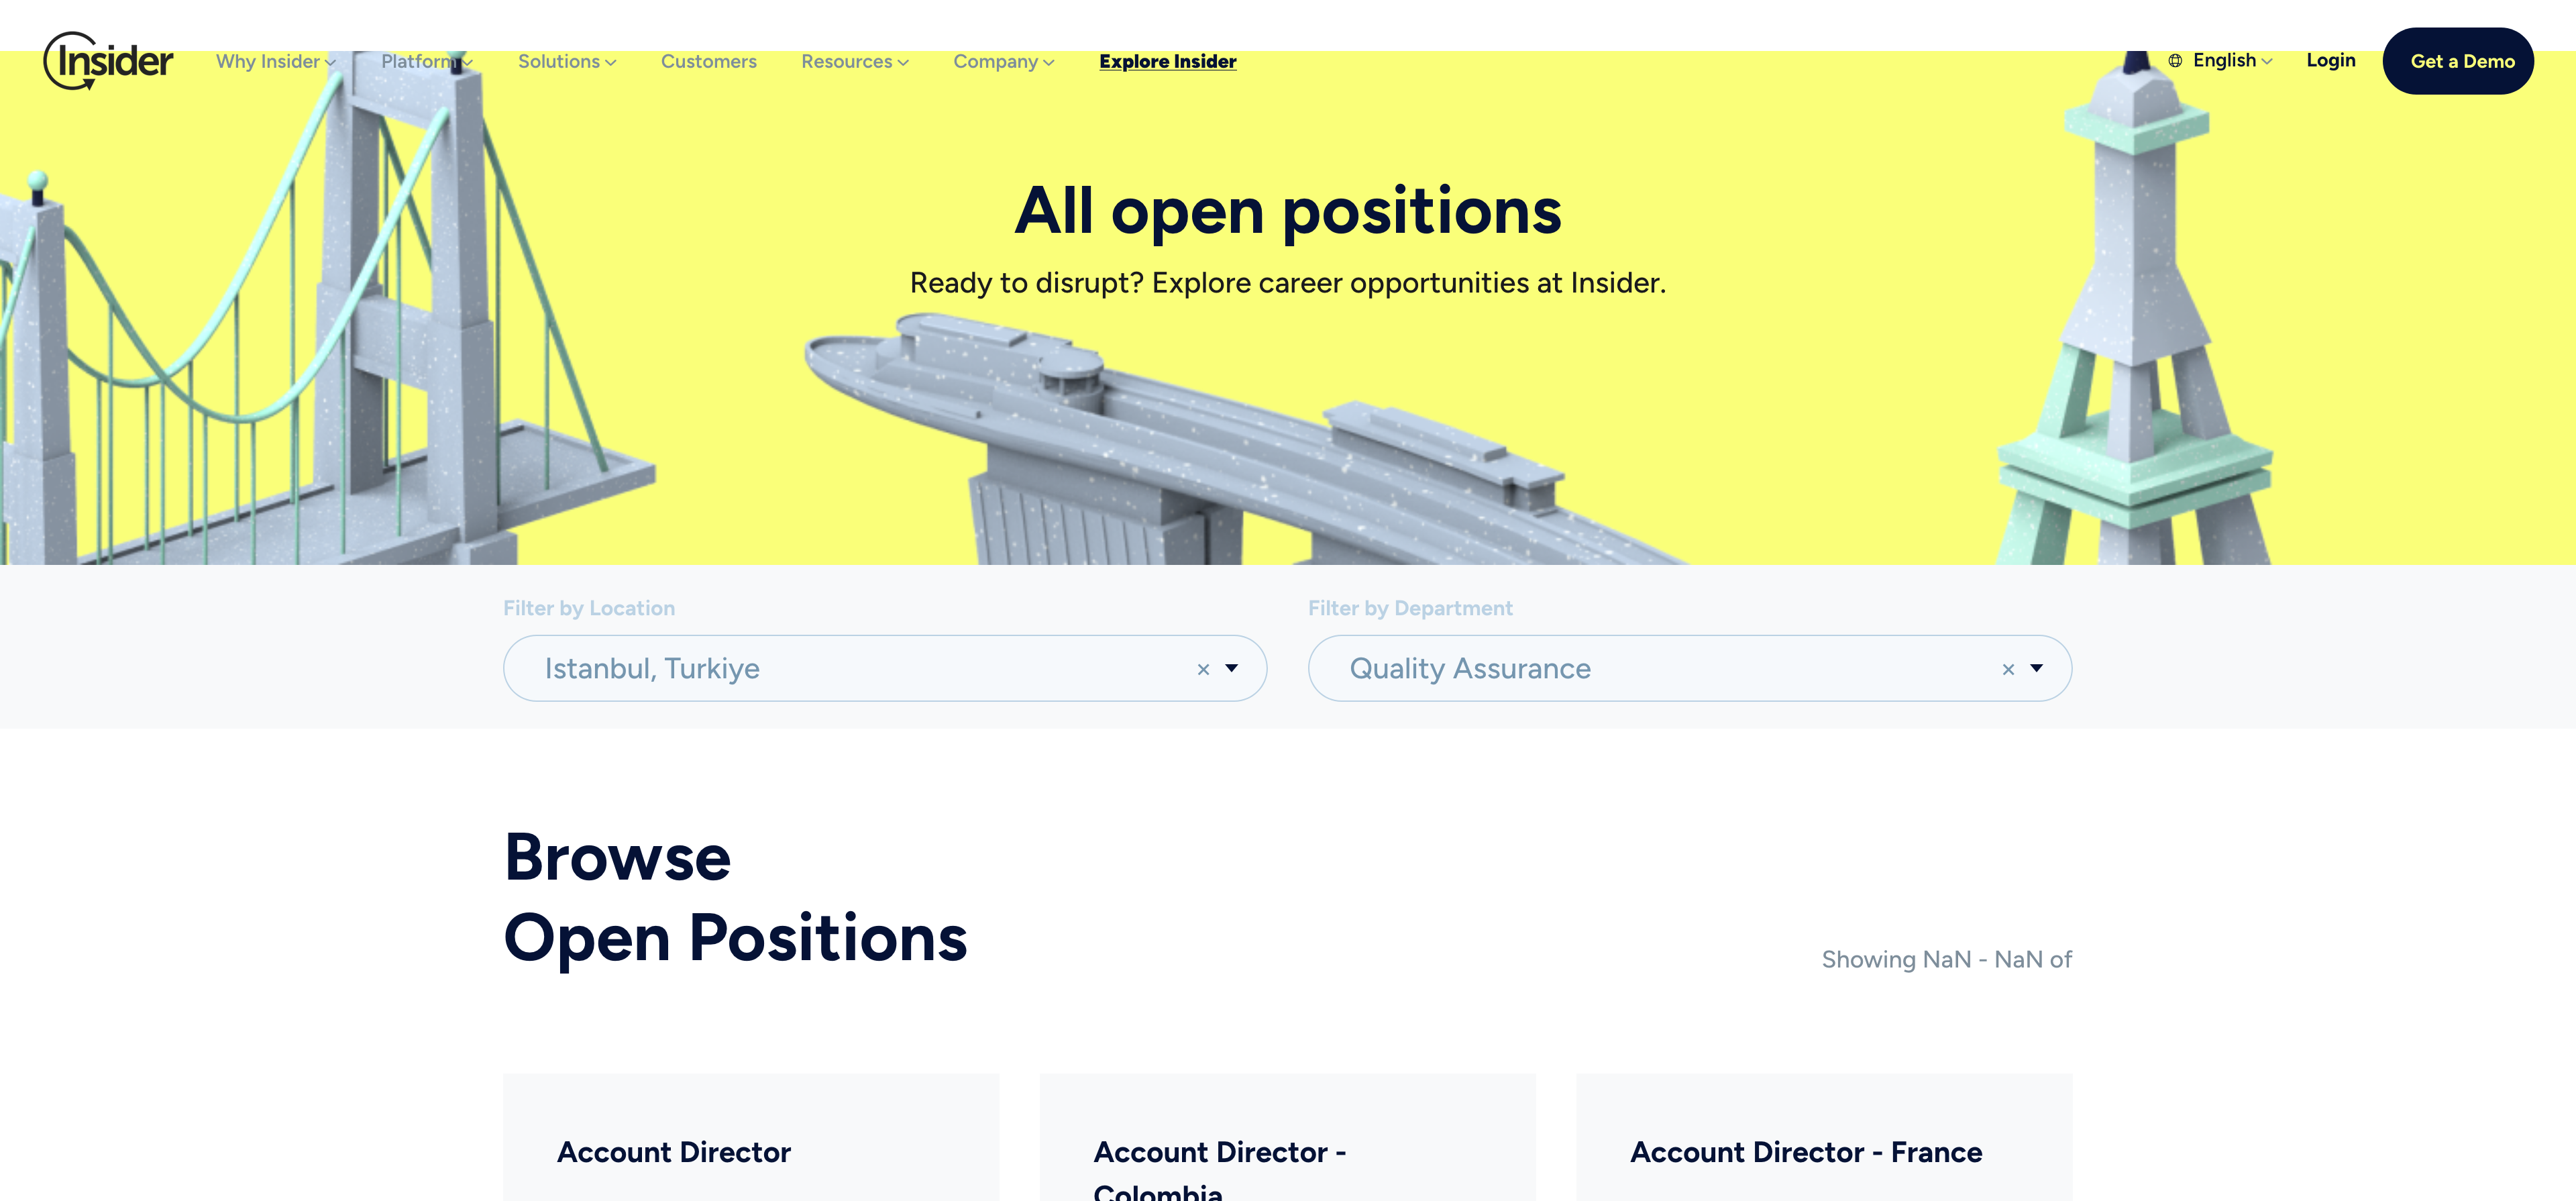 Insider
Why Insider
Platform
Solutions
Customers
Resources
Company
Explore Insider
English
Login
Get a Demo
All open positions
Ready to disrupt? Explore career opportunities at Insider.
Filter by Location
Filter by Department
Istanbul, Turkiye ×
Quality Assurance ×
Browse
Open Positions
Showing NaN - NaN of
Account Director
Account Director -
Colombia
Account Director - France